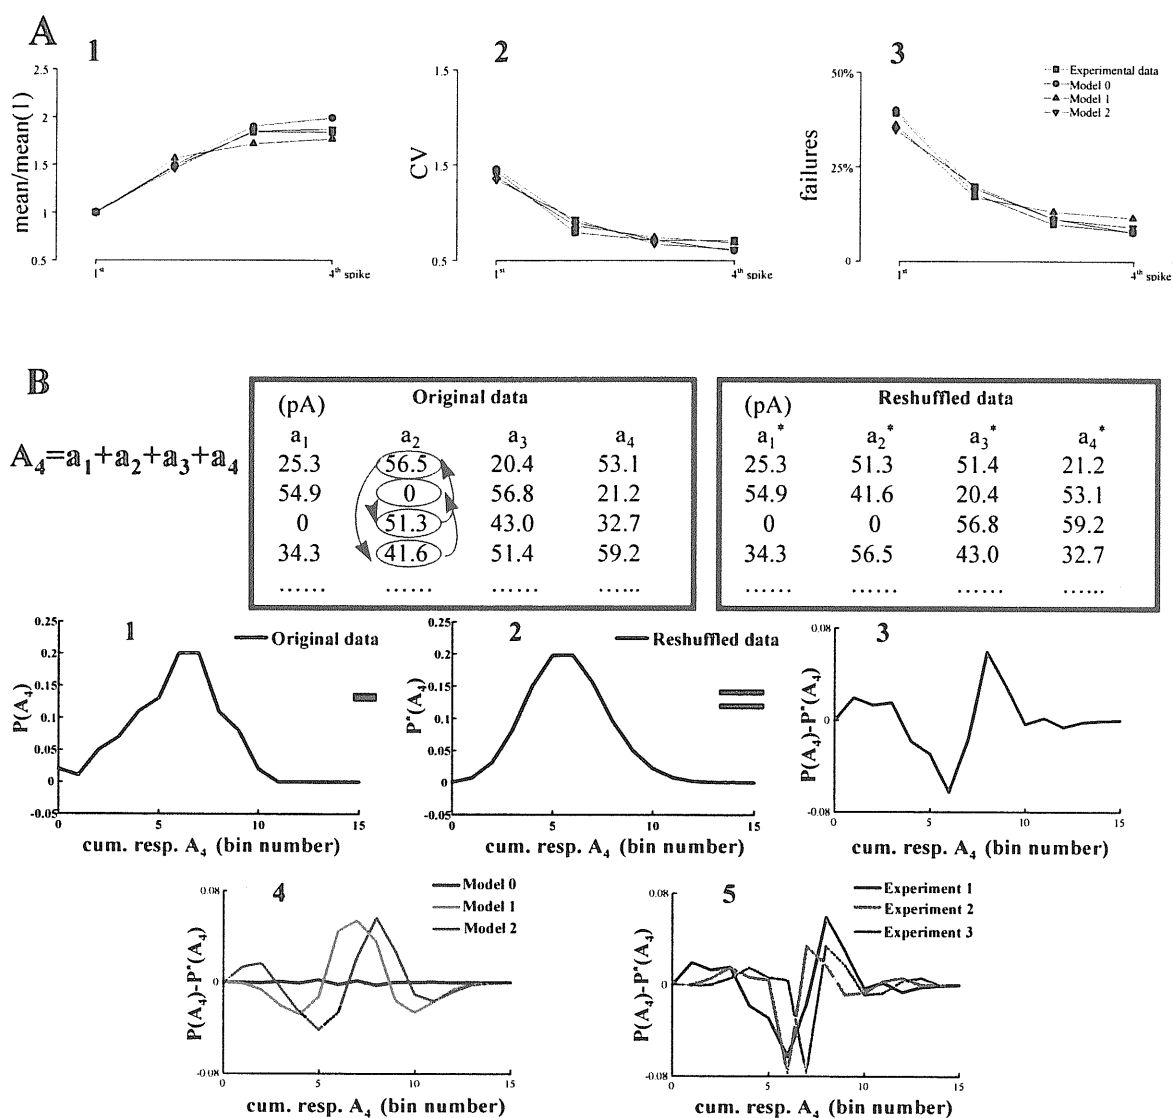 A
1
2
3
2.5
2
1.5
1
0.5
mean/mean(1)
1st
4th spike
1.5
1.5
0.5
CV
1st
4th spike
50%
25%
0
failures
1st
4th spike
Experimental data
Model 0
Model 1
Model 2
B
A4=a1+a2+a3+a4
Original data
(pA)
a1 a2 a3 a4
25.3 56.5 20.4 53.1
54.9 0 56.8 21.2
0 51.3 43.0 32.7
34.3 41.6 51.4 59.2
...... ...... ...... ......
Reshuffled data
(pA)
a1* a2* a3* a4*
25.3 51.3 51.4 21.2
54.9 41.6 20.4 53.1
0 0 56.8 59.2
34.3 56.5 43.0 32.7
...... ...... ...... ......
1
Original data
0.25
0.2
0.15
0.1
0.05
0
-0.05
P(A4)
0 5 10 15
cum. resp. A4 (bin number)
2
Reshuffled data
0.25
0.2
0.15
0.1
0.05
0
-0.05
P*(A4)
0 5 10 15
cum. resp. A4 (bin number)
3
0.08
0
-0.08
P(A4)-P*(A4)
0 5 10 15
cum. resp. A4 (bin number)
4
Model 0
Model 1
Model 2
0.08
0
-0.08
P(A4)-P*(A4)
0 5 10 15
cum. resp. A4 (bin number)
5
Experiment 1
Experiment 2
Experiment 3
0.08
0
-0.08
P(A4)-P*(A4)
0 5 10 15
cum. resp. A4 (bin number)